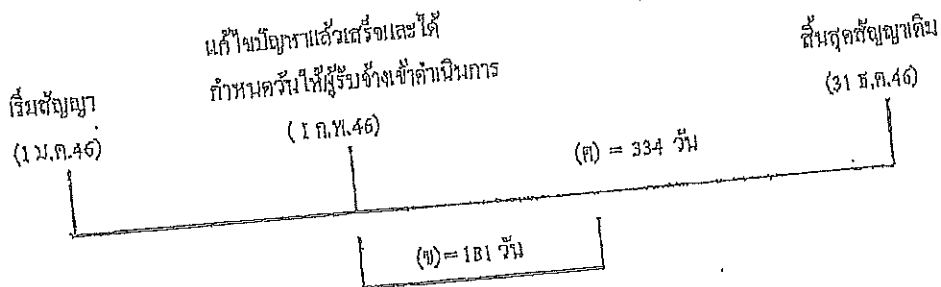 แก้ไขปัญหาแล้วเสร็จและได้
กำหนดวันให้ผู้รับจ้างเข้าดำเนินการ
(1 ก.พ.46)
เริ่มสัญญา
(1 ม.ค.46)
สิ้นสุดสัญญาเดิม
(31 ธ.ค.46)
(ค) = 334 วัน
(ข) = 181 วัน